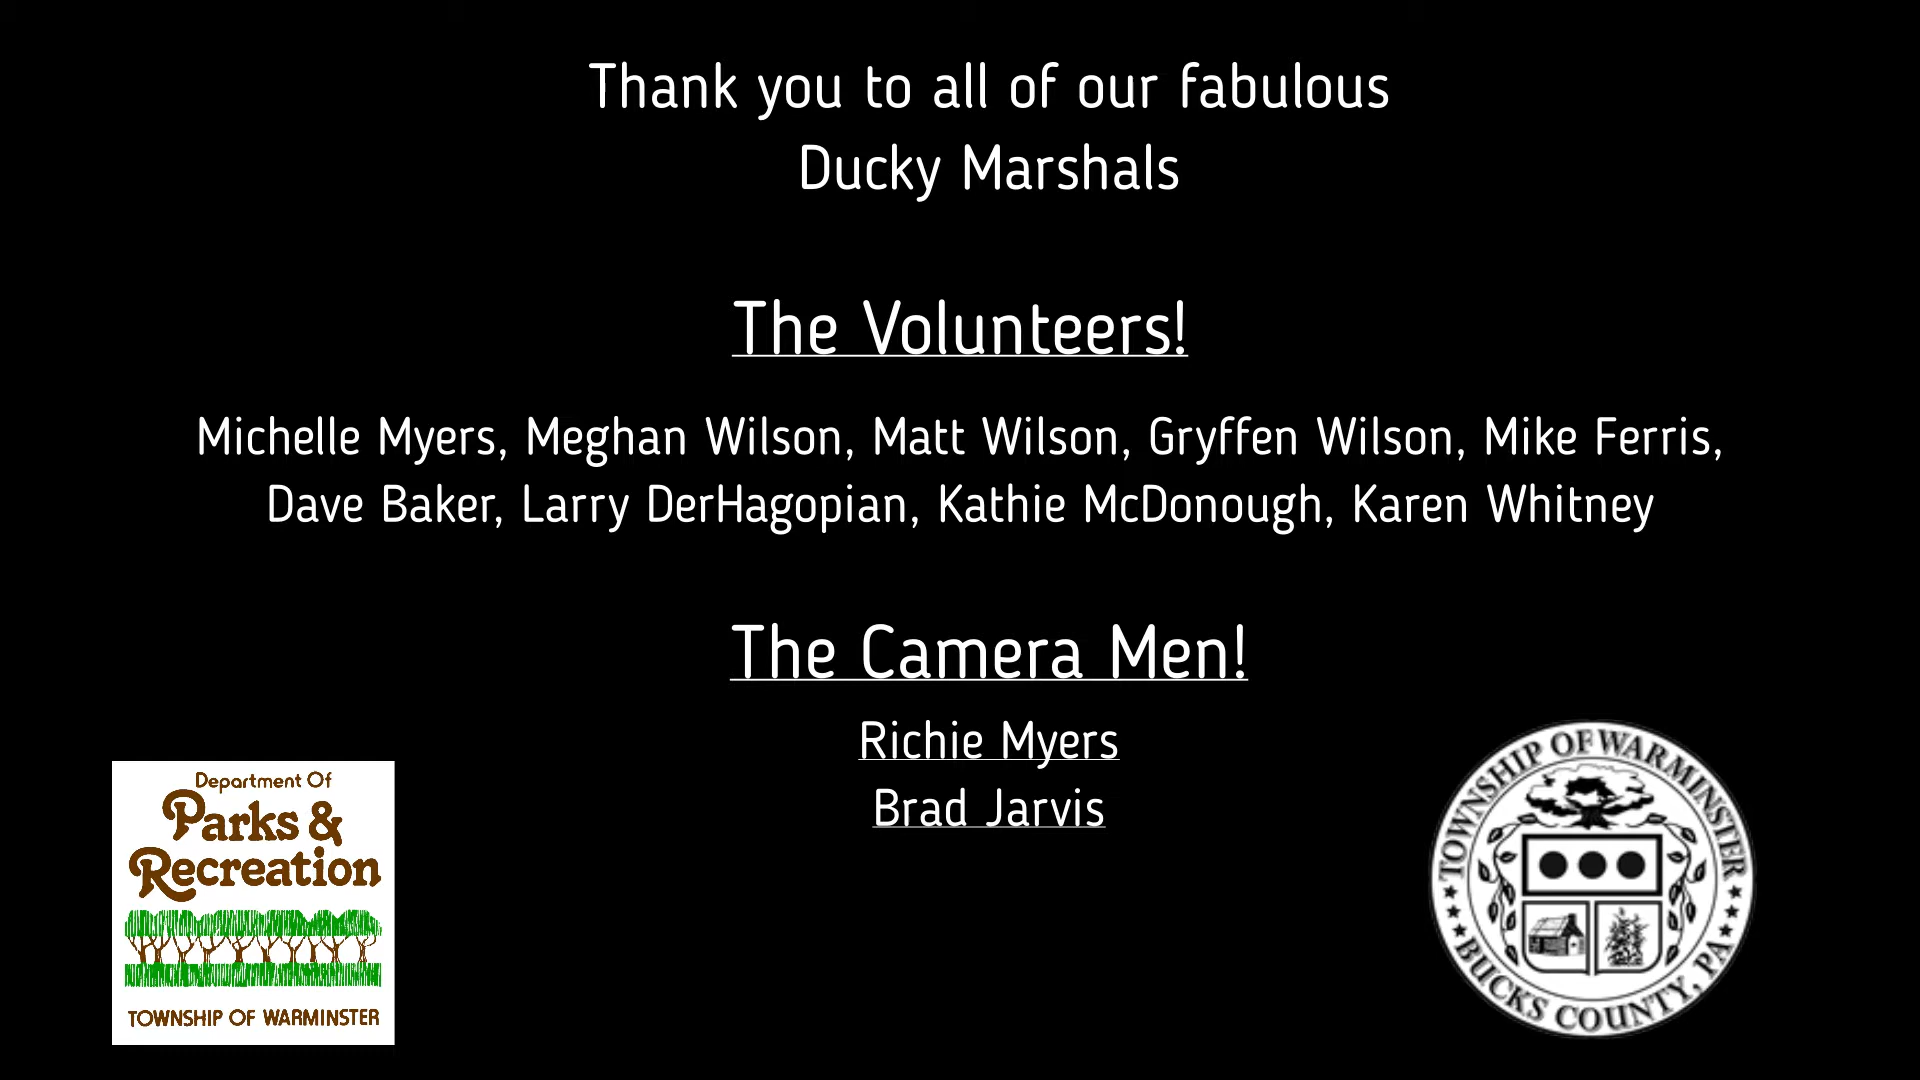 Thank you to all of our fabulous
Ducky Marshals
The Volunteers!
Michelle Myers, Meghan Wilson, Matt Wilson, Gryffen Wilson, Mike Ferris,
Dave Baker, Larry DerHagopian, Kathie McDonough, Karen Whitney
The Camera Men!
Richie Myers
Brad Jarvis
Department Of
Parks &
Recreation
TOWNSHIP OF WARMINSTER
TOWNSHIP OF WARMINSTER
BUCKS COUNTY, PA